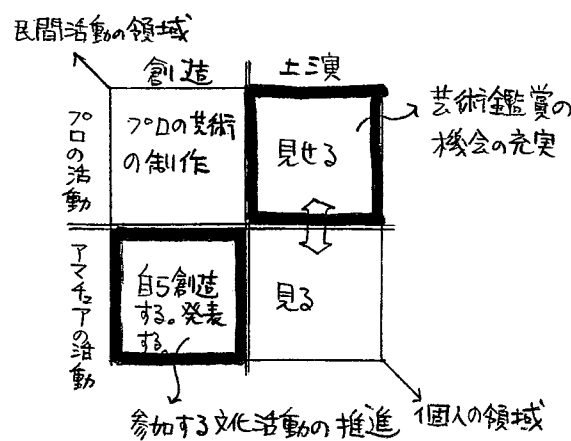 民間活動の領域
創造
上演
プロの活動
プロの芸術
の制作
見せる
芸術鑑賞の
機会の充実
アマチュアの活動
自ら創造
する。発表
する。
見る
参加する文化活動の推進
個人の領域